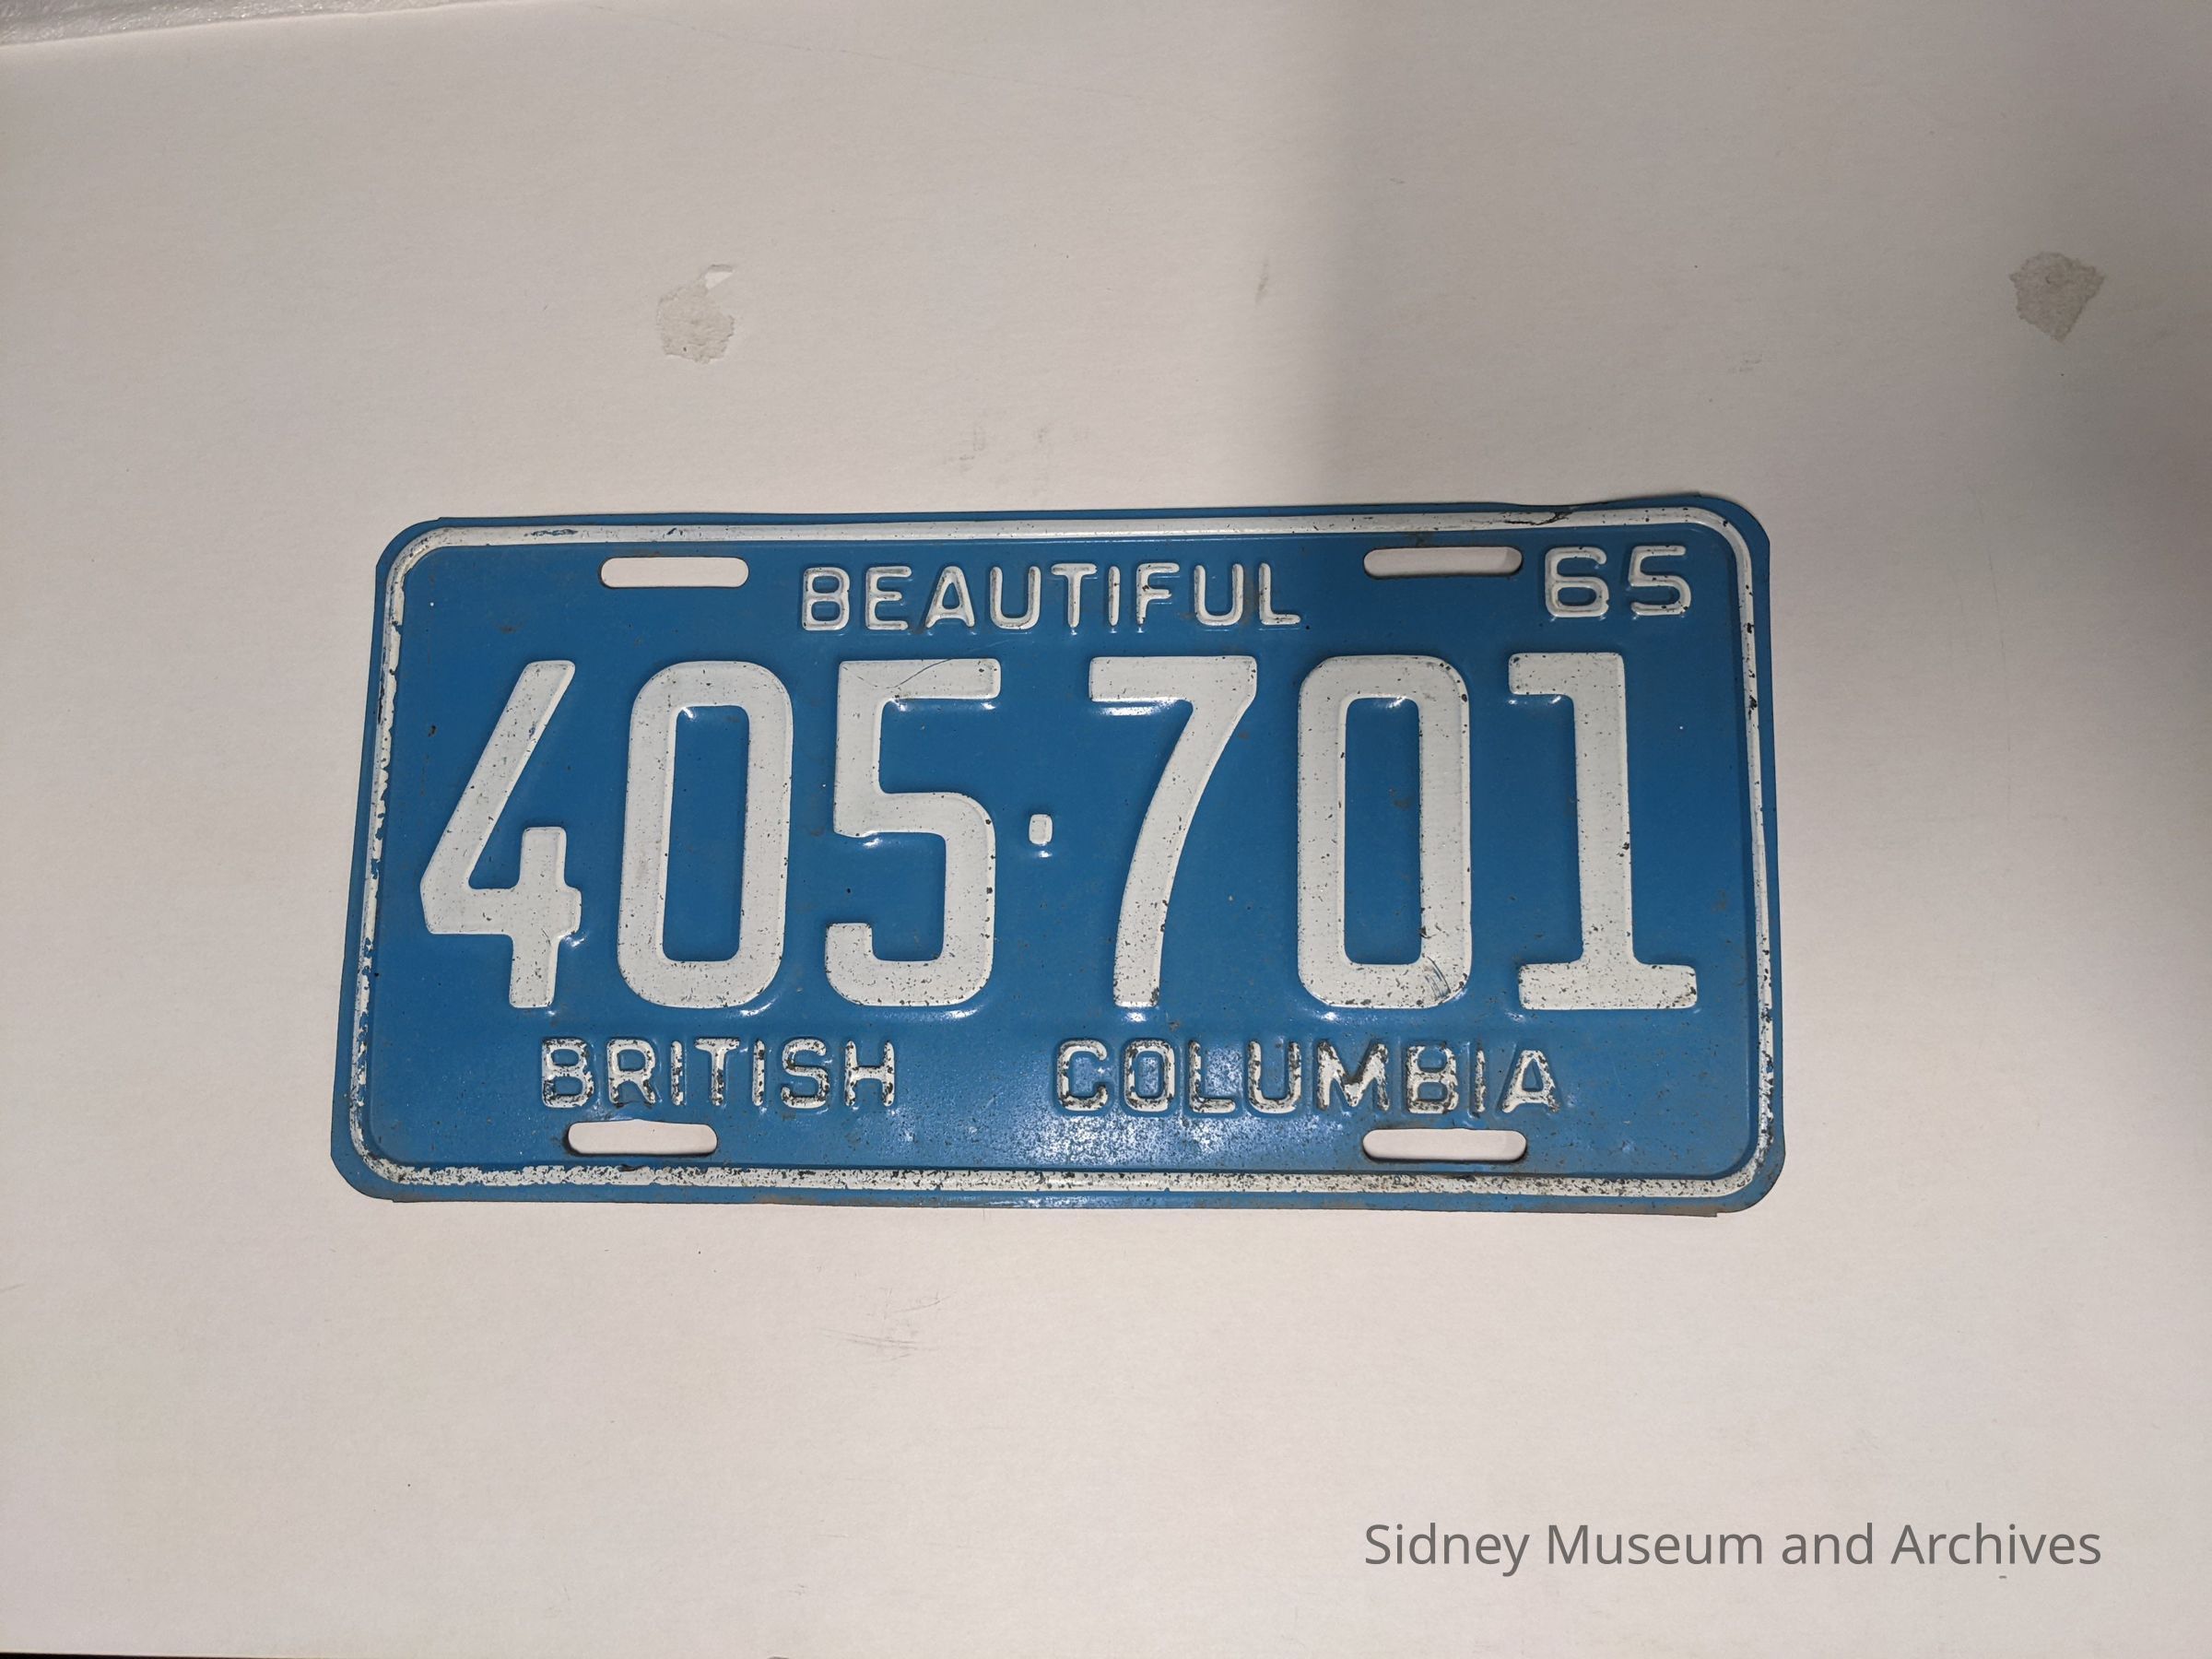 BEAUTIFUL 65
405·701
BRITISH COLUMBIA
Sidney Museum and Archives